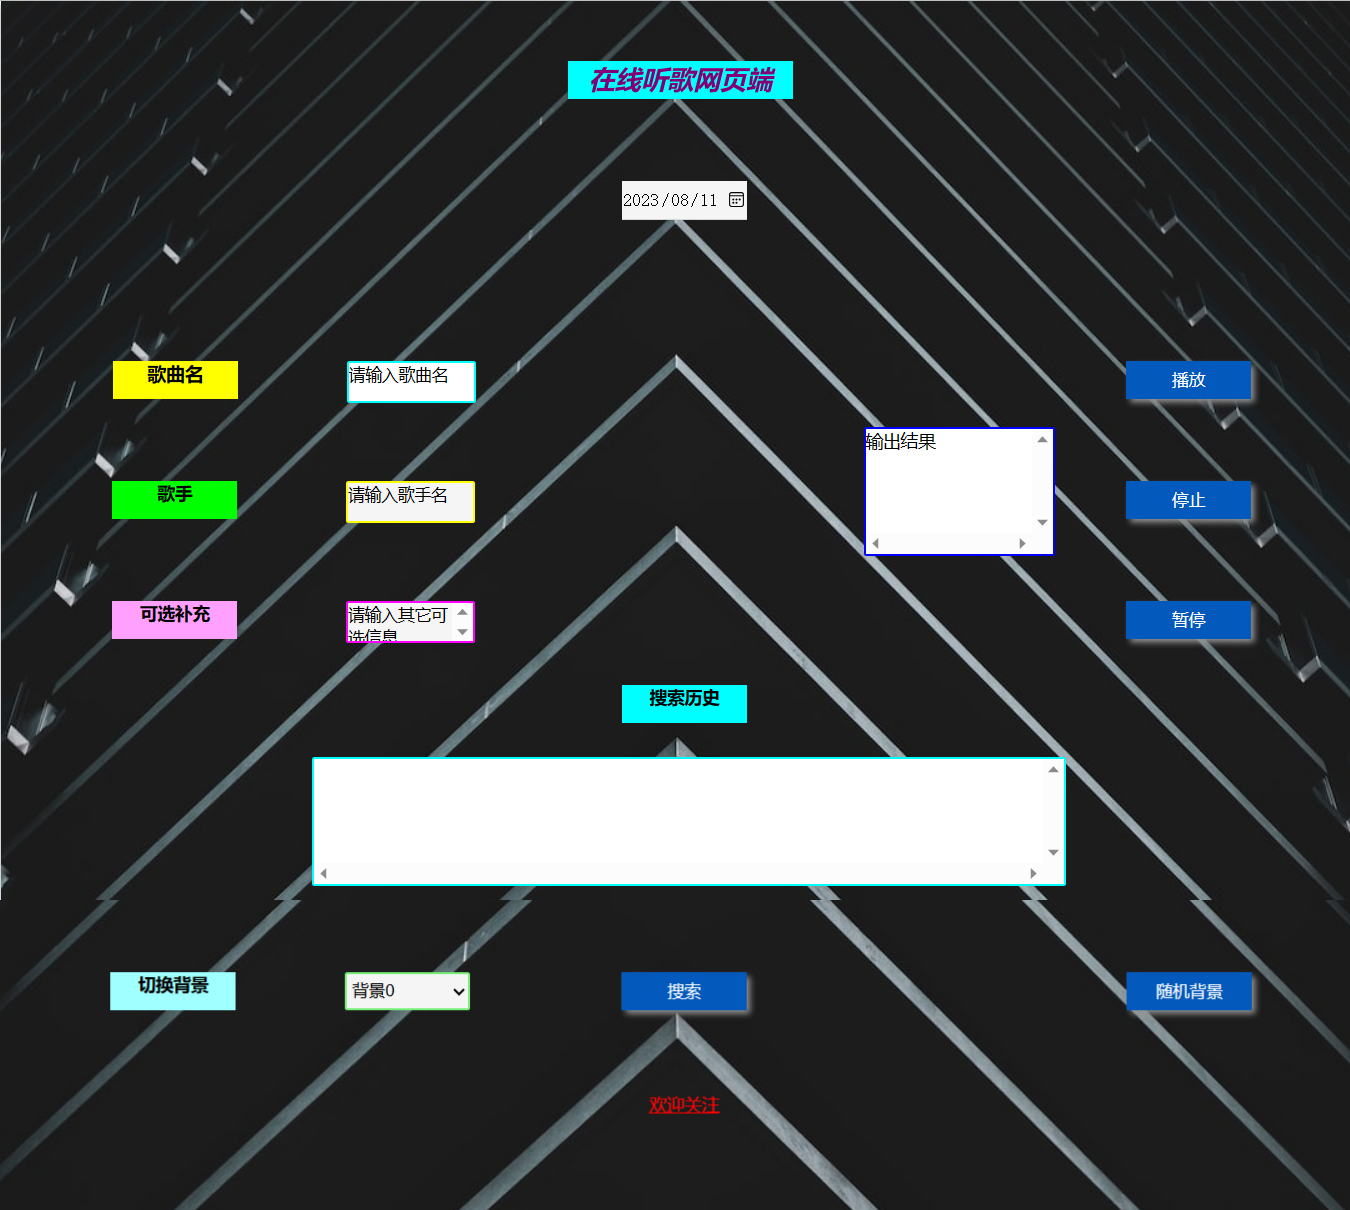 在线听歌网页端
2023/08/11
歌曲名
请输入歌曲名
播放
输出结果
歌手
请输入歌手名
停止
可选补充
请输入其它可
选信息
暂停
搜索历史
切换背景
背景0
搜索
随机背景
欢迎关注